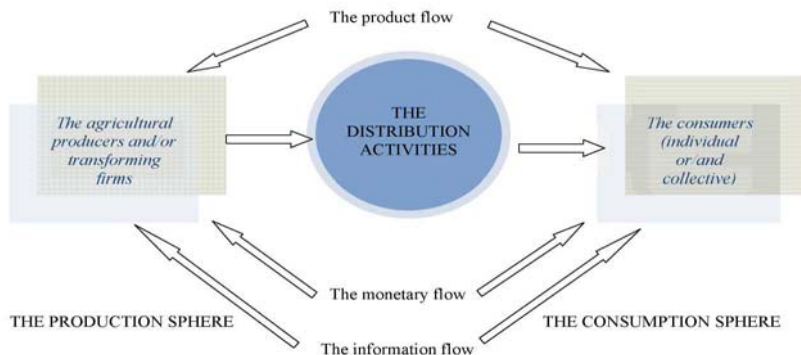 The product flow
The agricultural
producers and/or
transforming
firms
THE
DISTRIBUTION
ACTIVITIES
The consumers
(individual
or/and
collective)
The monetary flow
THE PRODUCTION SPHERE
THE CONSUMPTION SPHERE
The information flow